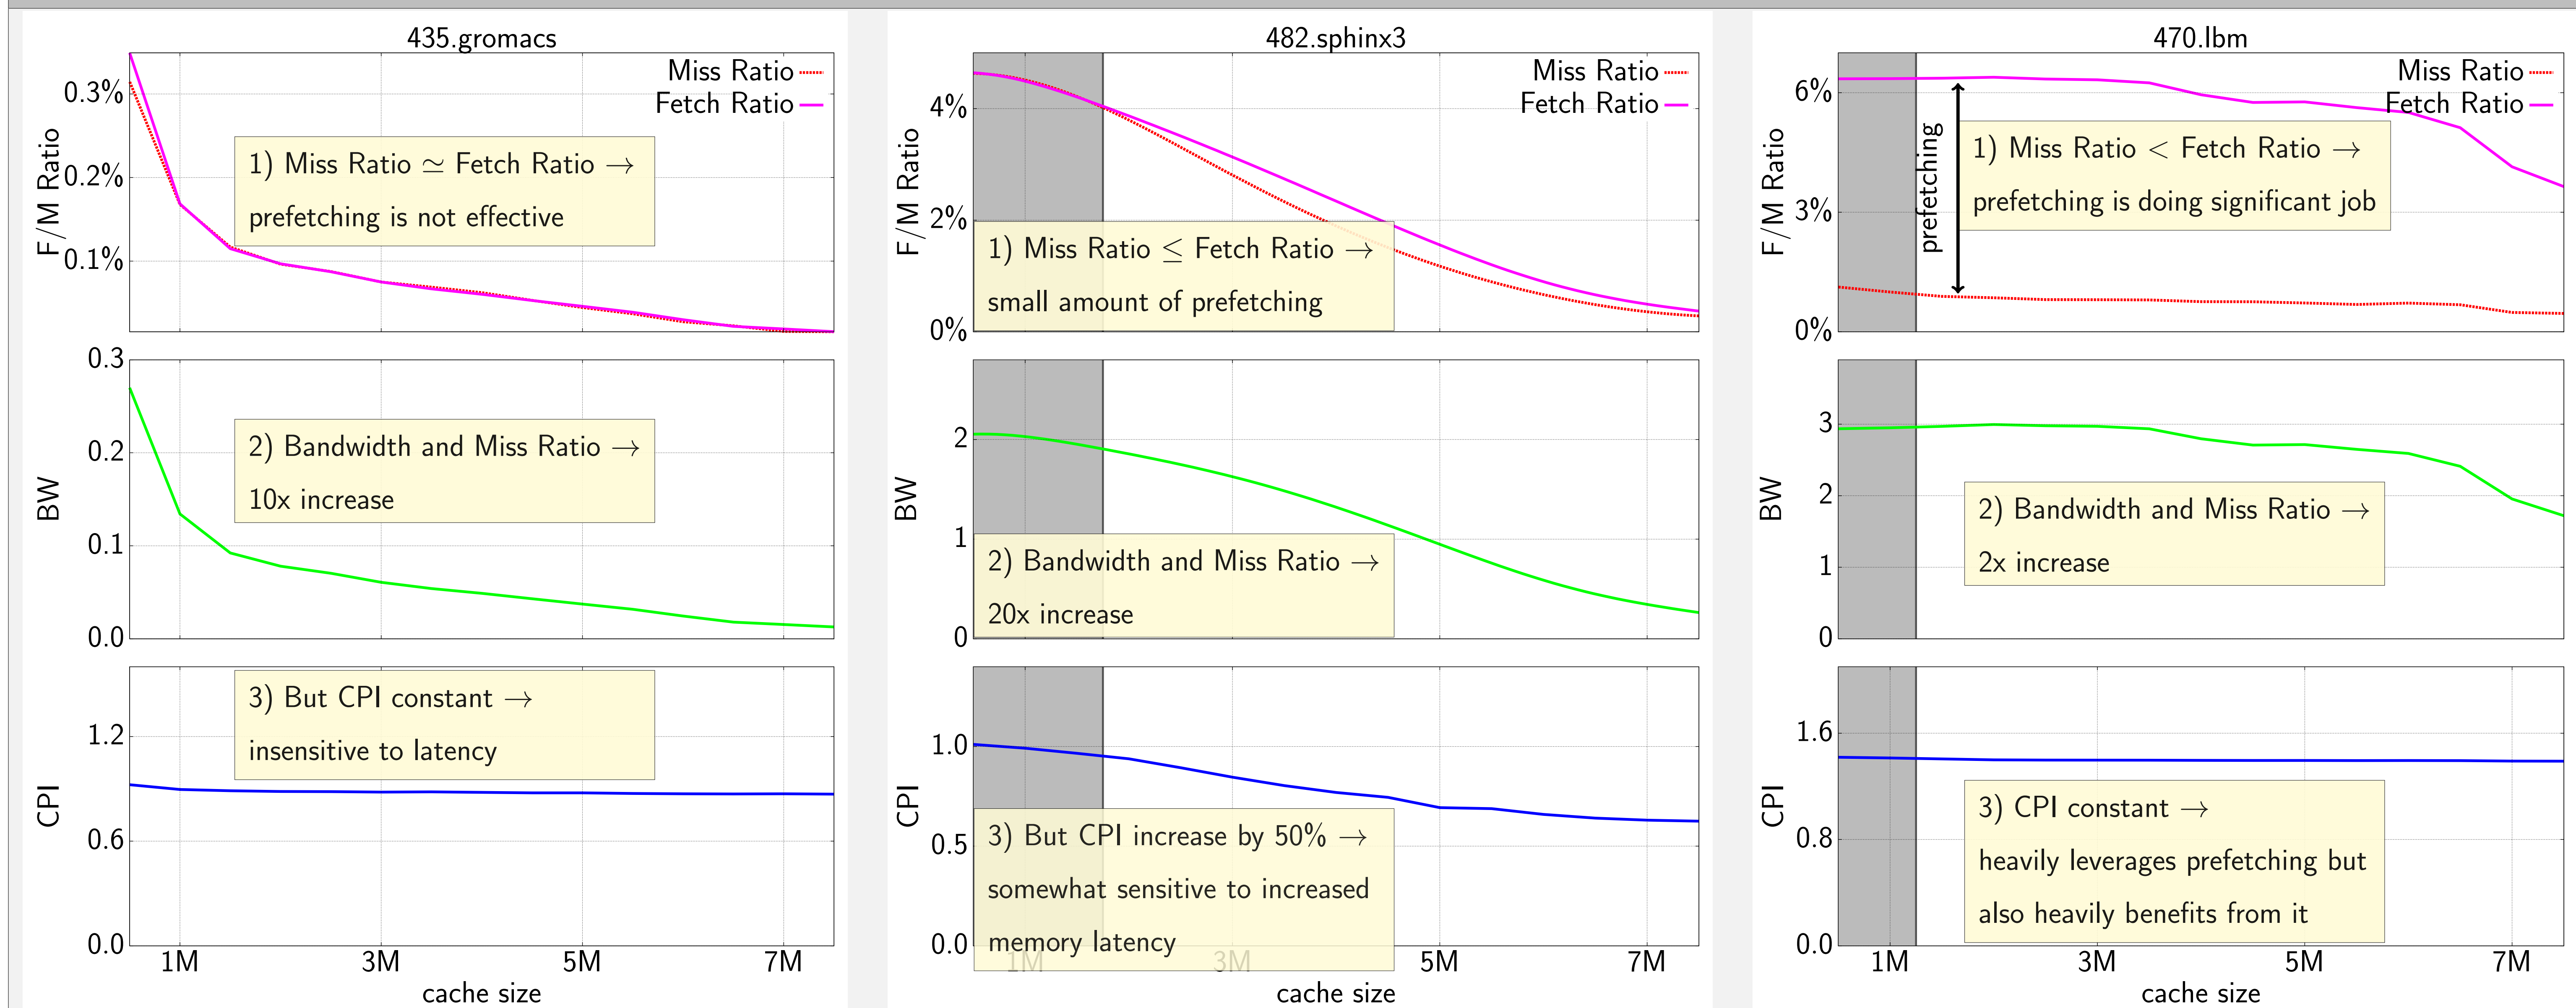 435.gromacs
Miss Ratio
Fetch Ratio
F/M Ratio
0.3%
0.2%
0.1%
1) Miss Ratio ≃ Fetch Ratio →
prefetching is not effective
BW
0.3
0.2
0.1
0.0
2) Bandwidth and Miss Ratio →
10x increase
CPI
1.2
0.6
0.0
3) But CPI constant →
insensitive to latency
1M 3M 5M 7M
cache size
482.sphinx3
Miss Ratio
Fetch Ratio
F/M Ratio
4%
2%
0%
1) Miss Ratio ≤ Fetch Ratio →
small amount of prefetching
BW
2
1
0
2) Bandwidth and Miss Ratio →
20x increase
CPI
1.0
0.5
0.0
3) But CPI increase by 50% →
somewhat sensitive to increased
memory latency
1M 3M 5M 7M
cache size
470.lbm
Miss Ratio
Fetch Ratio
F/M Ratio
6%
3%
0%
prefetching
1) Miss Ratio < Fetch Ratio →
prefetching is doing significant job
BW
3
2
1
0
2) Bandwidth and Miss Ratio →
2x increase
CPI
1.6
0.8
0.0
3) CPI constant →
heavily leverages prefetching but
also heavily benefits from it
1M 3M 5M 7M
cache size